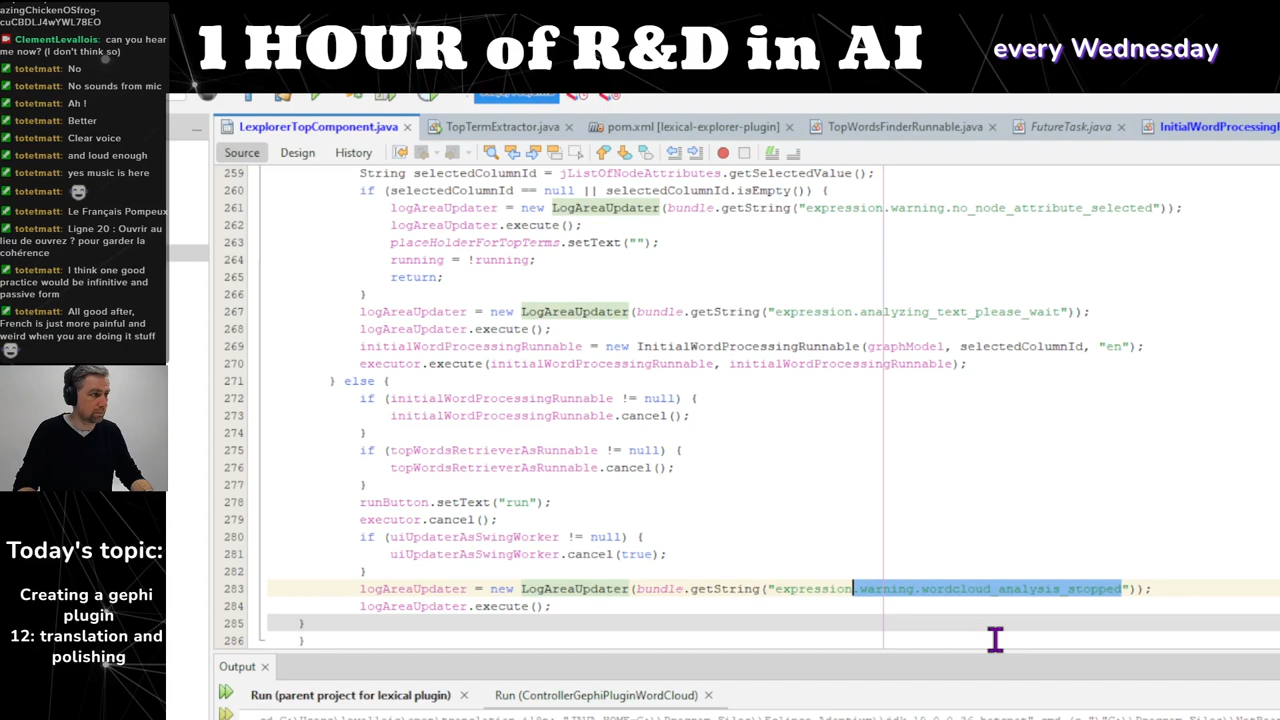 azingChickenOSfrog-
cuCBDLJ4wYWL78EO
ClementLevallois: can you hear
me now? (I don't think so)
totetmatt: No
totetmatt: No sounds from mic
totetmatt: Ah !
totetmatt: Better
totetmatt: Clear voice
totetmatt: and loud enough
totetmatt: yes music is here
totetmatt:
totetmatt: Le Français Pompeux
totetmatt: Ligne 20 : Ouvrir au
lieu de ouvrez ? pour garder la
cohérence
totetmatt: I think one good
practice would be infinitive and
passive form
totetmatt: All good after,
French is just more painful and
weird when you are doing it stuff
1 HOUR of R&D in AI
every Wednesday
LexplorerTopComponent.java
TopTermExtractor.java
pom.xml [lexical-explorer-plugin]
TopWordsFinderRunnable.java
FutureTask.java
InitialWordProcessing
Source
Design
History
259 String selectedColumnId = jListOfNodeAttributes.getSelectedValue();
260 if (selectedColumnId == null || selectedColumnId.isEmpty()) {
261 logAreaUpdater = new LogAreaUpdater(bundle.getString("expression.warning.no_node_attribute_selected"));
262 logAreaUpdater.execute();
263 placeHolderForTopTerms.setText("");
264 running = !running;
265 return;
266 }
267 logAreaUpdater = new LogAreaUpdater(bundle.getString("expression.analyzing_text_please_wait"));
268 logAreaUpdater.execute();
269 initialWordProcessingRunnable = new InitialWordProcessingRunnable(graphModel, selectedColumnId, "en");
270 executor.execute(initialWordProcessingRunnable, initialWordProcessingRunnable);
271 } else {
272 if (initialWordProcessingRunnable != null) {
273 initialWordProcessingRunnable.cancel();
274 }
275 if (topWordsRetrieverAsRunnable != null) {
276 topWordsRetrieverAsRunnable.cancel();
277 }
278 runButton.setText("run");
279 executor.cancel();
280 if (uiUpdaterAsSwingWorker != null) {
281 uiUpdaterAsSwingWorker.cancel(true);
282 }
283 logAreaUpdater = new LogAreaUpdater(bundle.getString("expression.warning.wordcloud_analysis_stopped"));
284 logAreaUpdater.execute();
285 }
286 }
Today's topic:
Creating a gephi
plugin
12: translation and
polishing
Output
Run (parent project for lexical plugin)
Run (ControllerGephiPluginWordCloud)